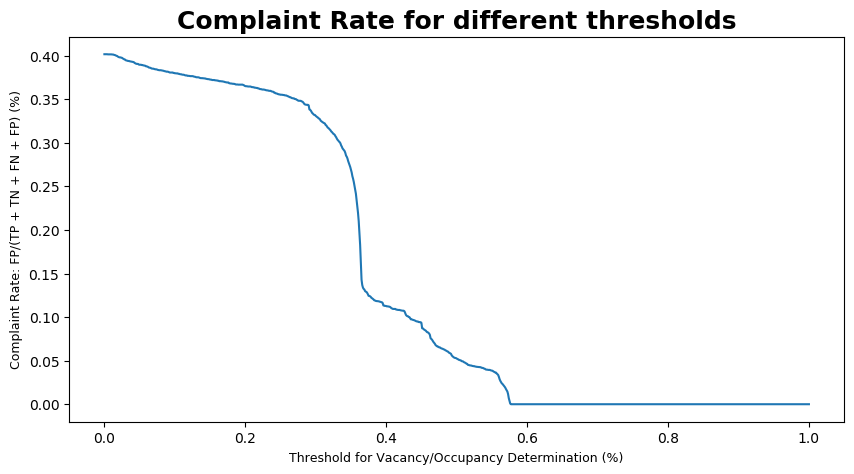 Complaint Rate for different thresholds
Complaint Rate: FP/(TP + TN + FN + FP) (%)
0.40
0.35
0.30
0.25
0.20
0.15
0.10
0.05
0.00
0.0 0.2 0.4 0.6 0.8 1.0
Threshold for Vacancy/Occupancy Determination (%)